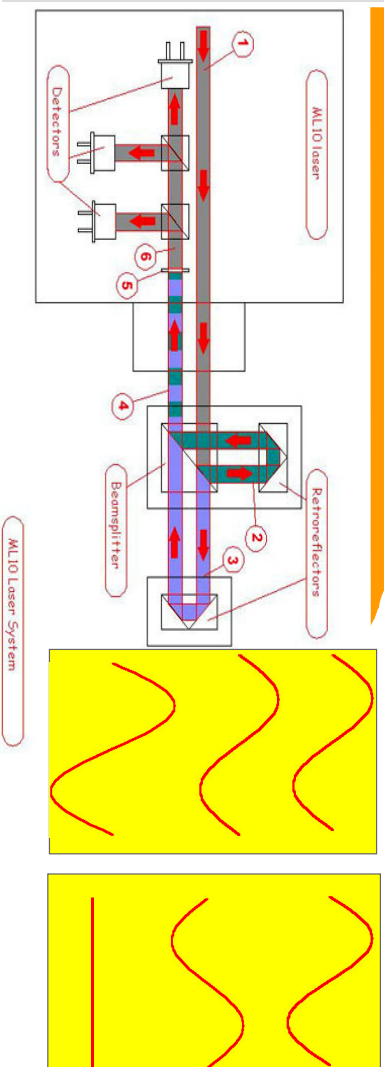 ML10 laser
1
Detectors
6
5
4
Retroreflectors
2
3
Beamsplitter
ML10 Laser System